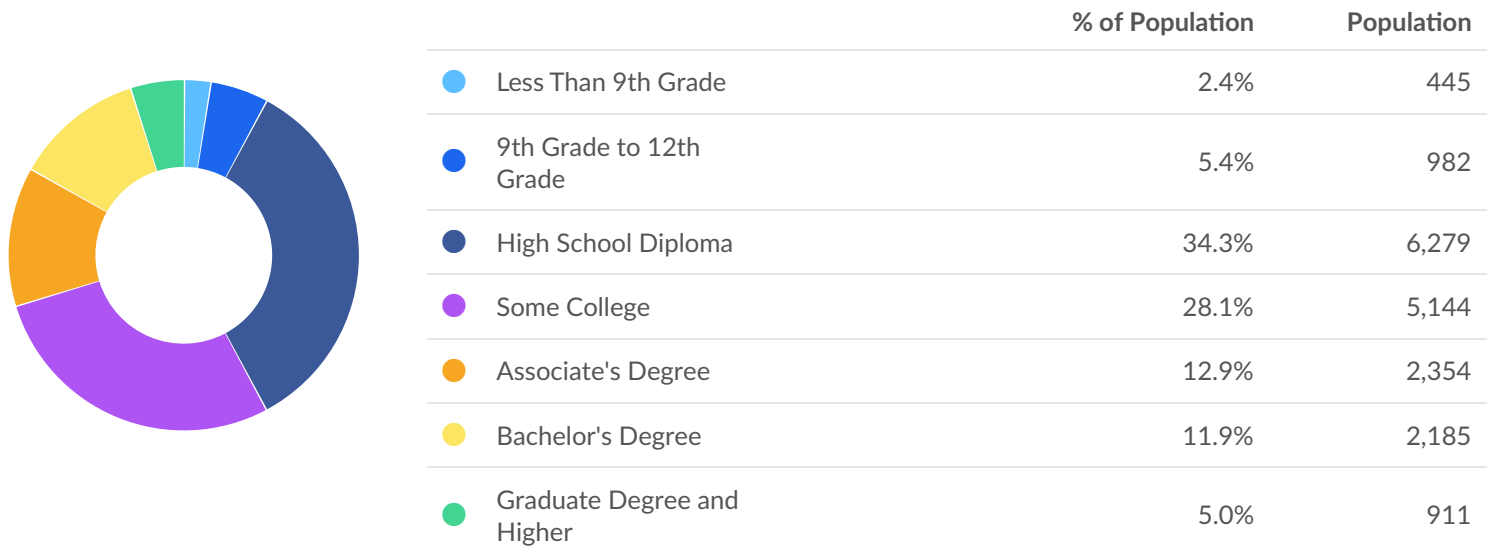 % of Population Population
Less Than 9th Grade 2.4% 445
9th Grade to 12th
Grade 5.4% 982
High School Diploma 34.3% 6,279
Some College 28.1% 5,144
Associate's Degree 12.9% 2,354
Bachelor's Degree 11.9% 2,185
Graduate Degree and
Higher 5.0% 911